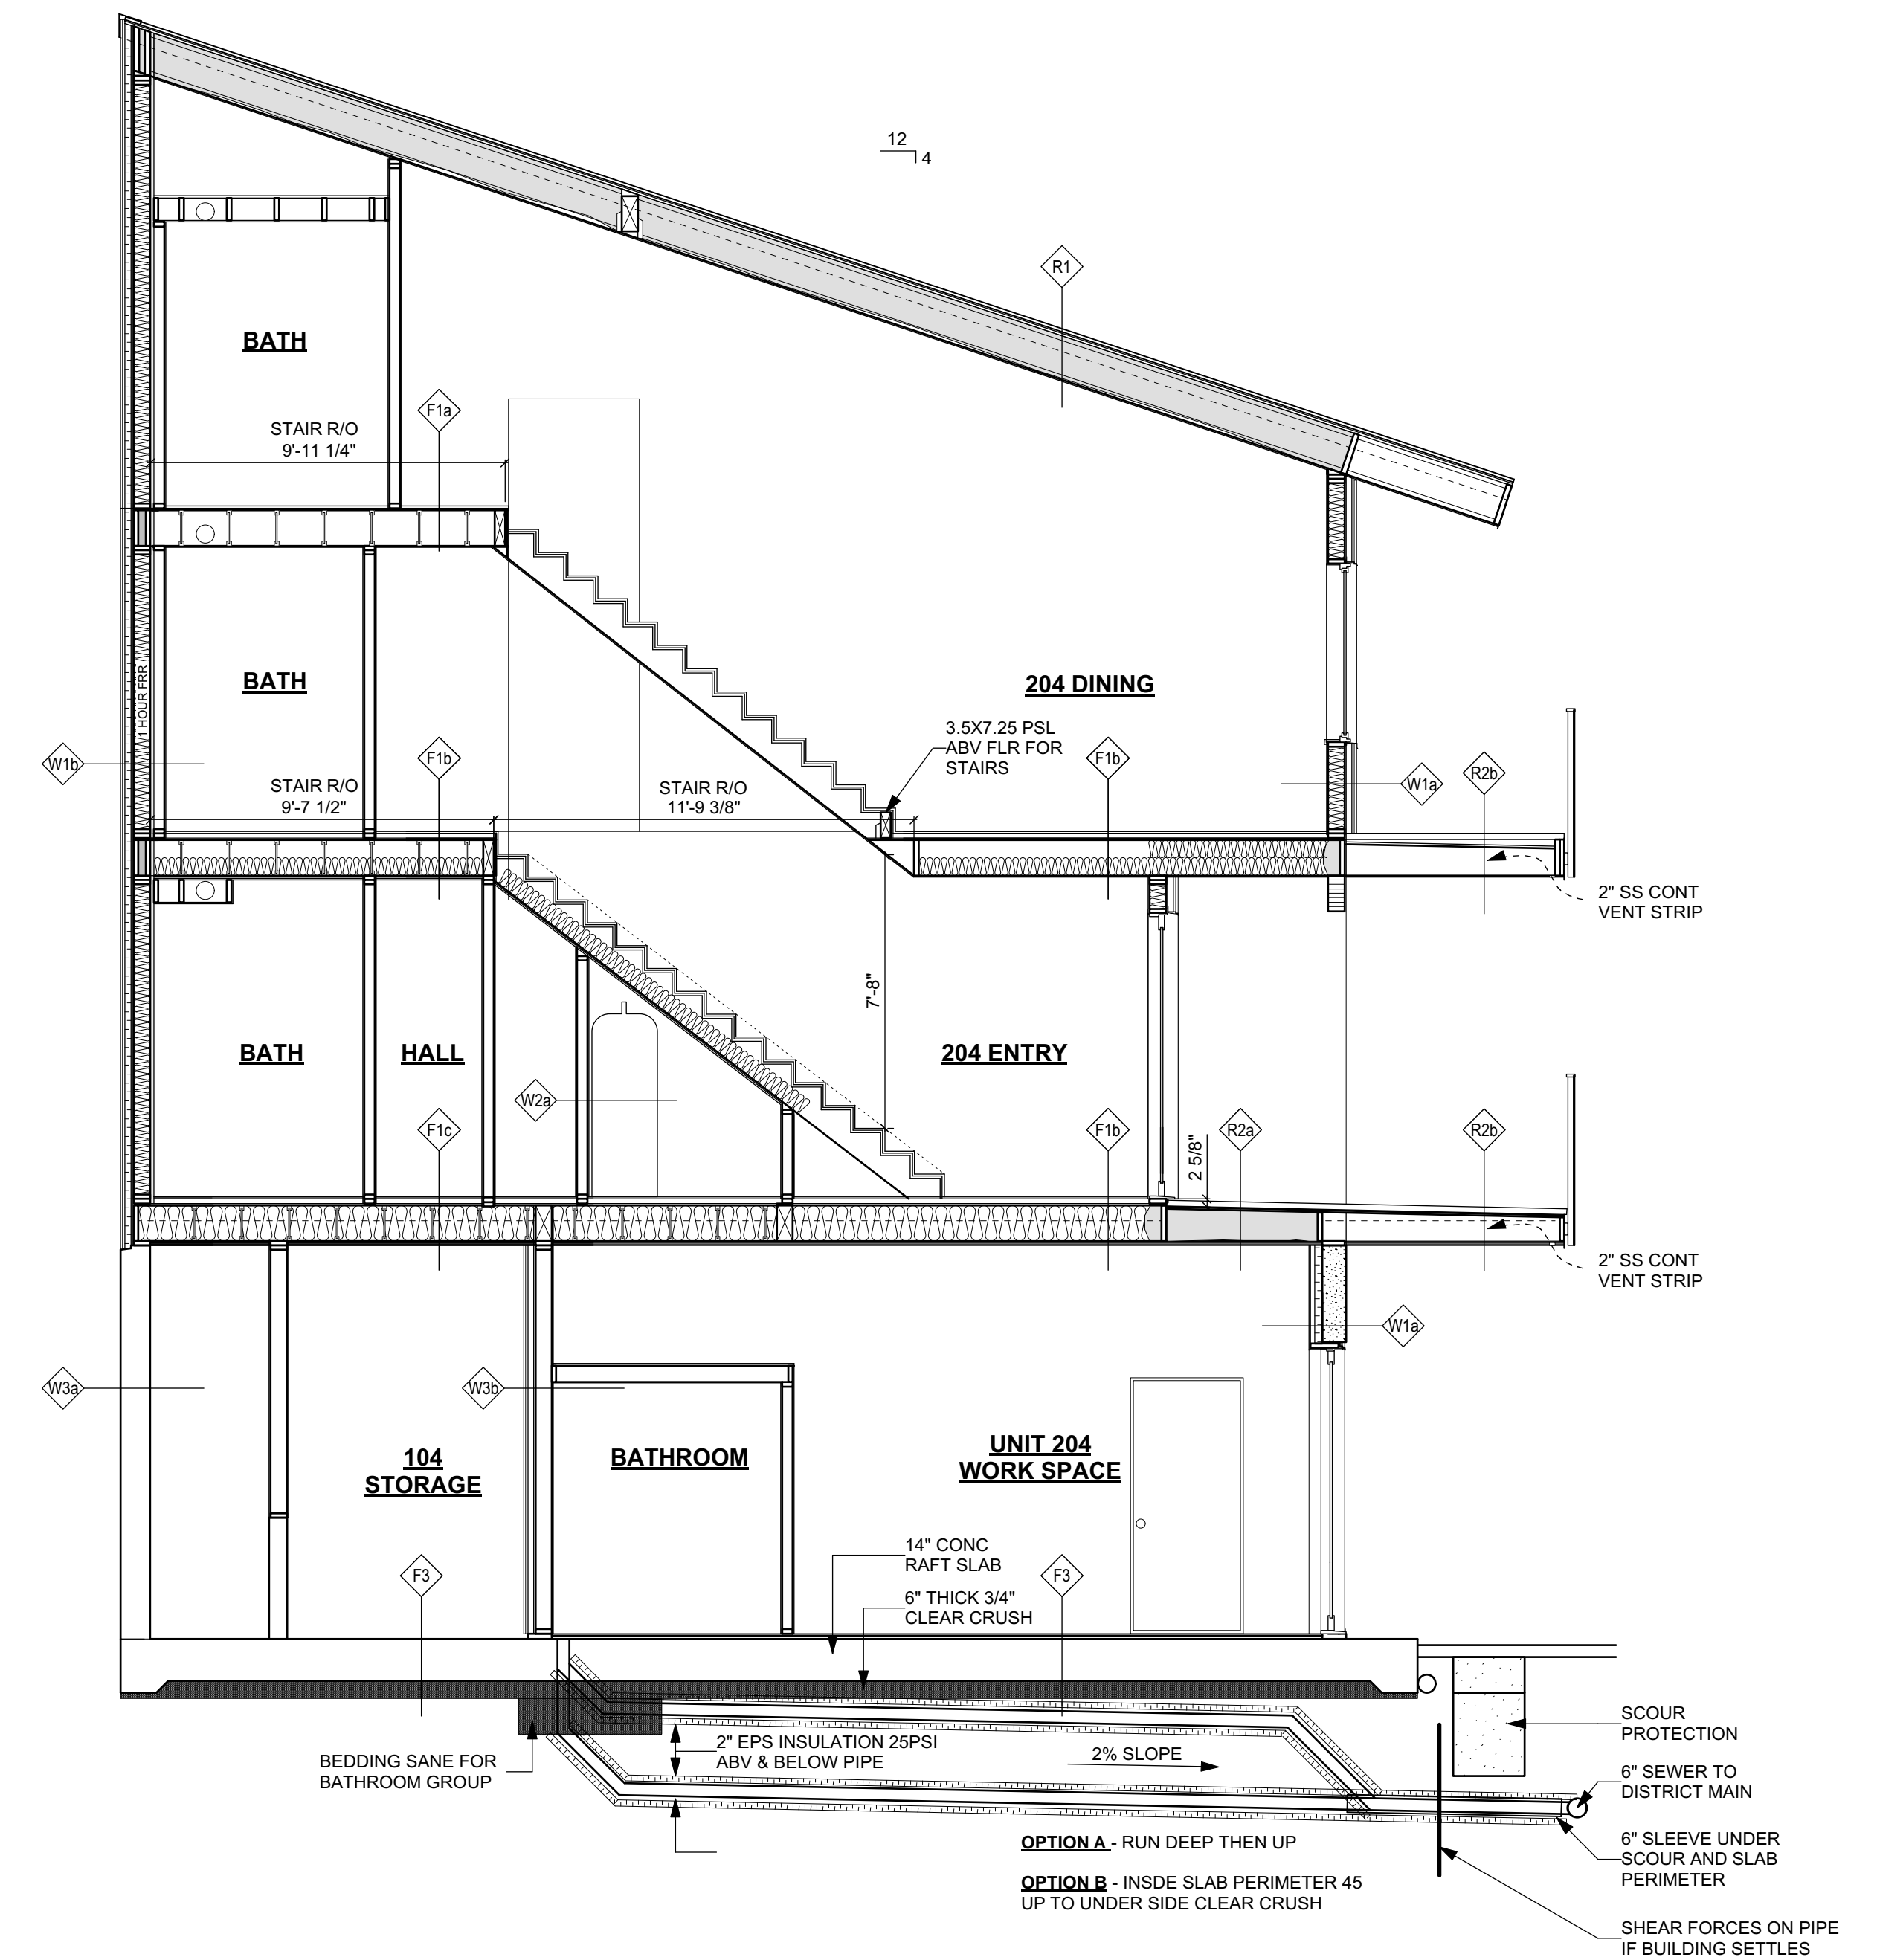 12
4
R1
BATH
F1a
STAIR R/O
9'-11 1/4"
1 HOUR FRR
BATH
204 DINING
3.5X7.25 PSL
ABV FLR FOR
STAIRS
W1b
F1b
F1b
W1a
R2b
STAIR R/O
9'-7 1/2"
STAIR R/O
11'-9 3/8"
2" SS CONT
VENT STRIP
7'-8"
BATH
HALL
204 ENTRY
W2a
F1c
F1b
R2a
R2b
2 5/8"
2" SS CONT
VENT STRIP
W1a
W3a
W3b
104
STORAGE
BATHROOM
UNIT 204
WORK SPACE
14" CONC
RAFT SLAB
F3
F3
6" THICK 3/4"
CLEAR CRUSH
SCOUR
PROTECTION
BEDDING SANE FOR
BATHROOM GROUP
2" EPS INSULATION 25PSI
ABV & BELOW PIPE
2% SLOPE
6" SEWER TO
DISTRICT MAIN
OPTION A - RUN DEEP THEN UP
6" SLEEVE UNDER
SCOUR AND SLAB
PERIMETER
OPTION B - INSDE SLAB PERIMETER 45
UP TO UNDER SIDE CLEAR CRUSH
SHEAR FORCES ON PIPE
IF BUILDING SETTLES